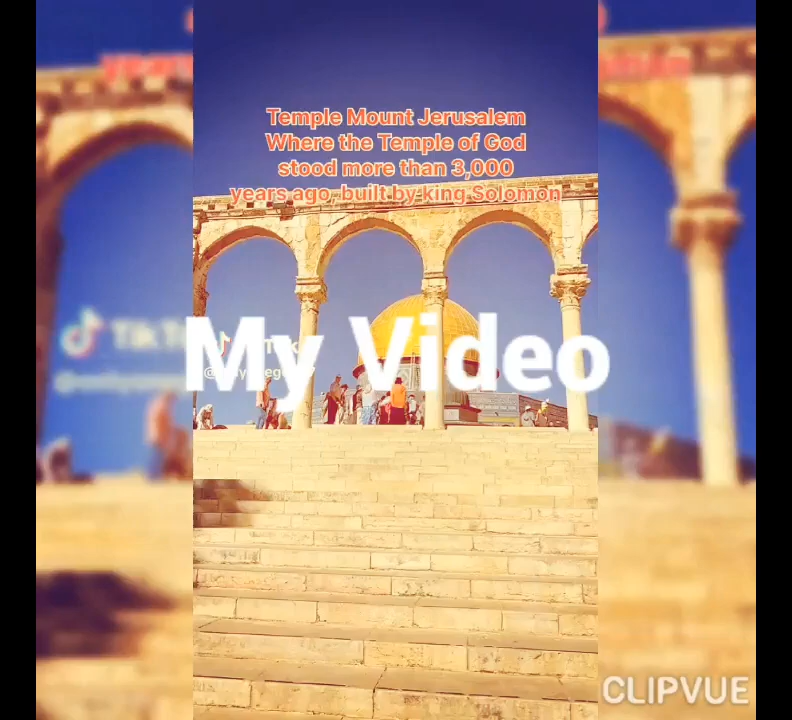 Temple Mount Jerusalem
Where the Temple of God
stood more than 3,000
years ago, built by king Solomon
My Video
TikTok
CLIPVUE